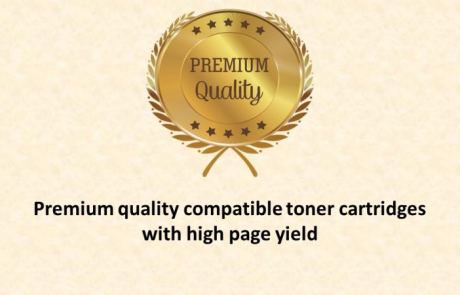 PREMIUM
Quality
Premium quality compatible toner cartridges
with high page yield